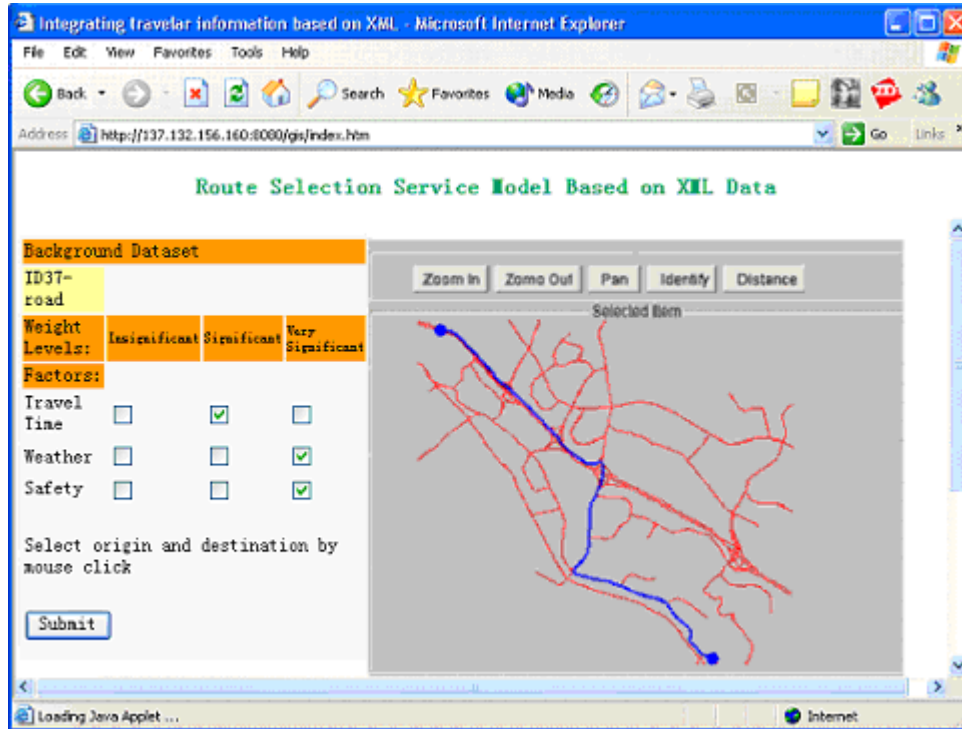 Integrating travelar information based on XML - Microsoft Internet Explorer
File Edit View Favorites Tools Help
Back Search Favorites Media
Address http://137.132.156.160:8080/gis/index.htm Go Links
Route Selection Service Model Based on XML Data
Background Dataset
ID37-
road
Weight
Levels: Insignificant Significant Very
Significant
Factors:
Travel
Time
Weather
Safety
Select origin and destination by
mouse click
Submit
Zoom In Zomo Out Pan Identify Distance
Selected Item
Loading Java Applet ... Internet